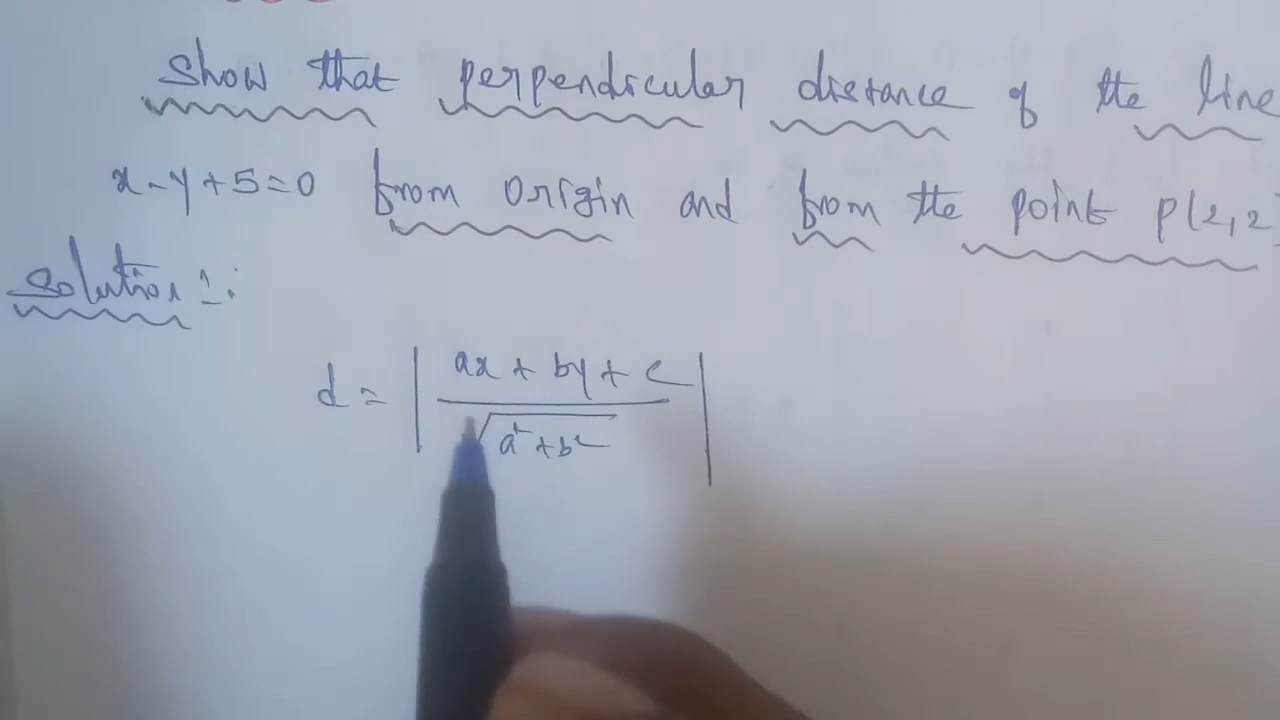 Show that perpendicular distance of the line
x-y+5=0 from origin and from the point P(2,2)
Solution:
d = | ax + by + c / √a²+b² |